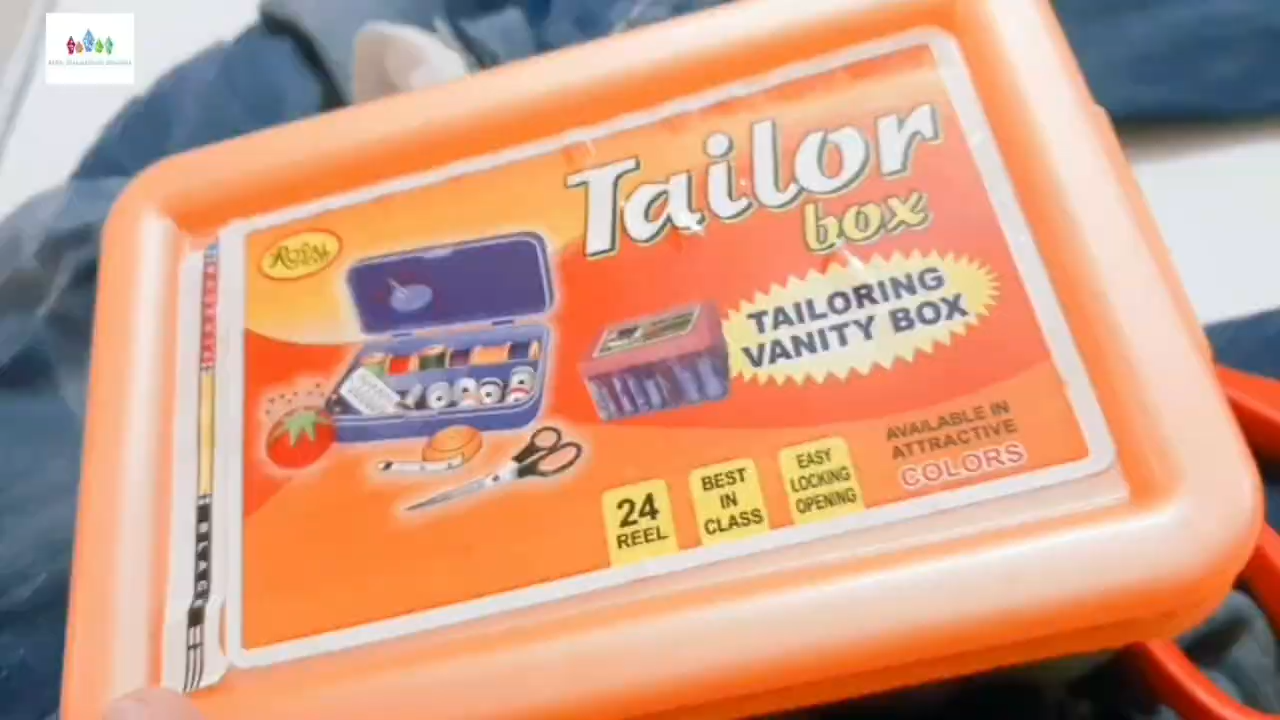 Tailor
box
TAILORING
VANITY BOX
AVAILABLE IN
ATTRACTIVE
COLORS
24
REEL
BEST
IN
CLASS
EASY
LOCKING
OPENING